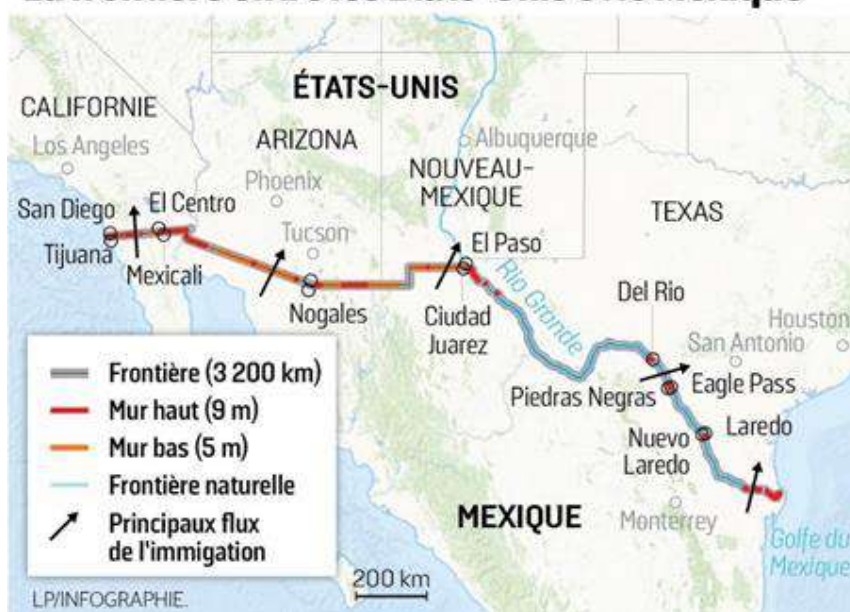 ÉTATS-UNIS
CALIFORNIE
Los Angeles
ARIZONA
Albuquerque
Phoenix
NOUVEAU-
MEXIQUE
TEXAS
San Diego
El Centro
Tucson
El Paso
Tijuana
Mexicali
Nogales
Ciudad
Juarez
Rio Grande
Del Rio
Houston
San Antonio
Piedras Negras
Eagle Pass
Nuevo
Laredo
Laredo
Monterrey
MEXIQUE
Golfe du
Mexique
Frontière (3 200 km)
Mur haut (9 m)
Mur bas (5 m)
Frontière naturelle
Principaux flux
de l'immigation
200 km
LP/INFOGRAPHIE.